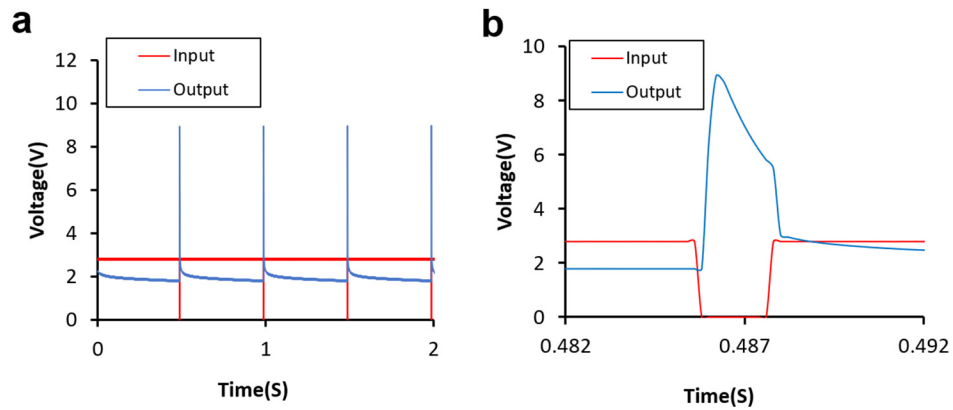 a
Input
Output
Voltage(V)
12
10
8
6
4
2
0
0
1
2
Time(S)
b
Input
Output
Voltage(V)
10
8
6
4
2
0
0.482
0.487
0.492
Time(S)